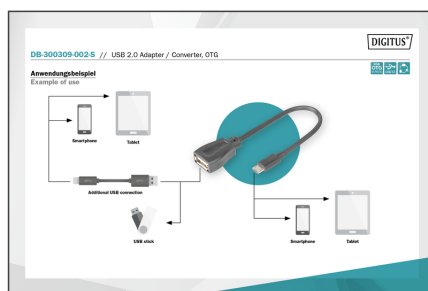 DIGITUS®
DB-300309-002-S // USB 2.0 Adapter / Converter, OTG
Anwendungsbeispiel
Example of use
Smartphone
Tablet
Additional USB connection
USB stick
Smartphone
Tablet